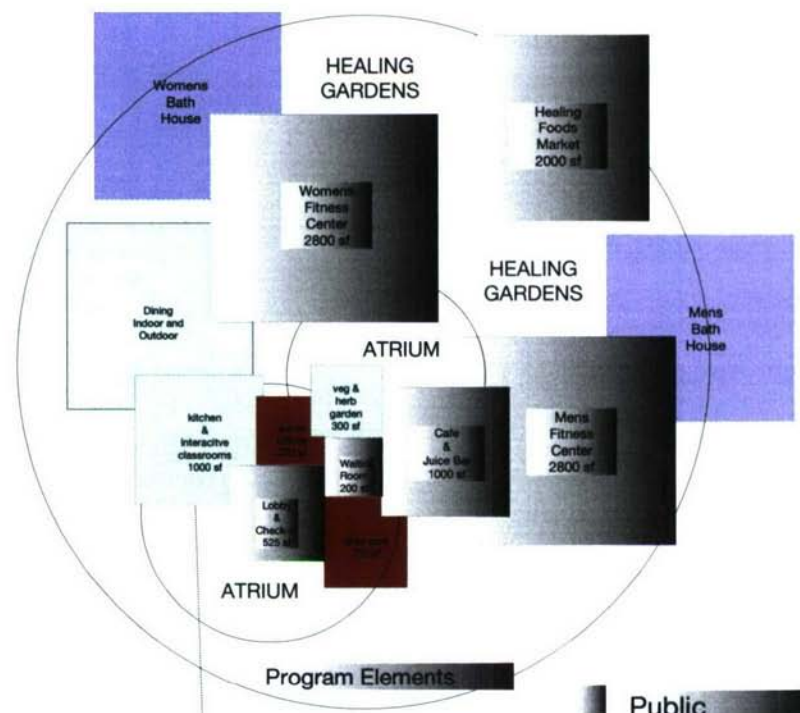 HEALING
GARDENS
Womens
Bath
House
Healing
Foods
Market
2000 sf
Womens
Fitness
Center
2800 sf
HEALING
GARDENS
Dining
Indoor and
Outdoor
Mens
Bath
House
ATRIUM
veg &
herb
garden
300 sf
kitchen
&
interacitve
classrooms
1000 sf
Cafe
&
Juice Bar
1000 sf
Mens
Fitness
Center
2800 sf
Waiting
Room
200 sf
Lobby
&
Check
525 sf
ATRIUM
Program Elements
Public